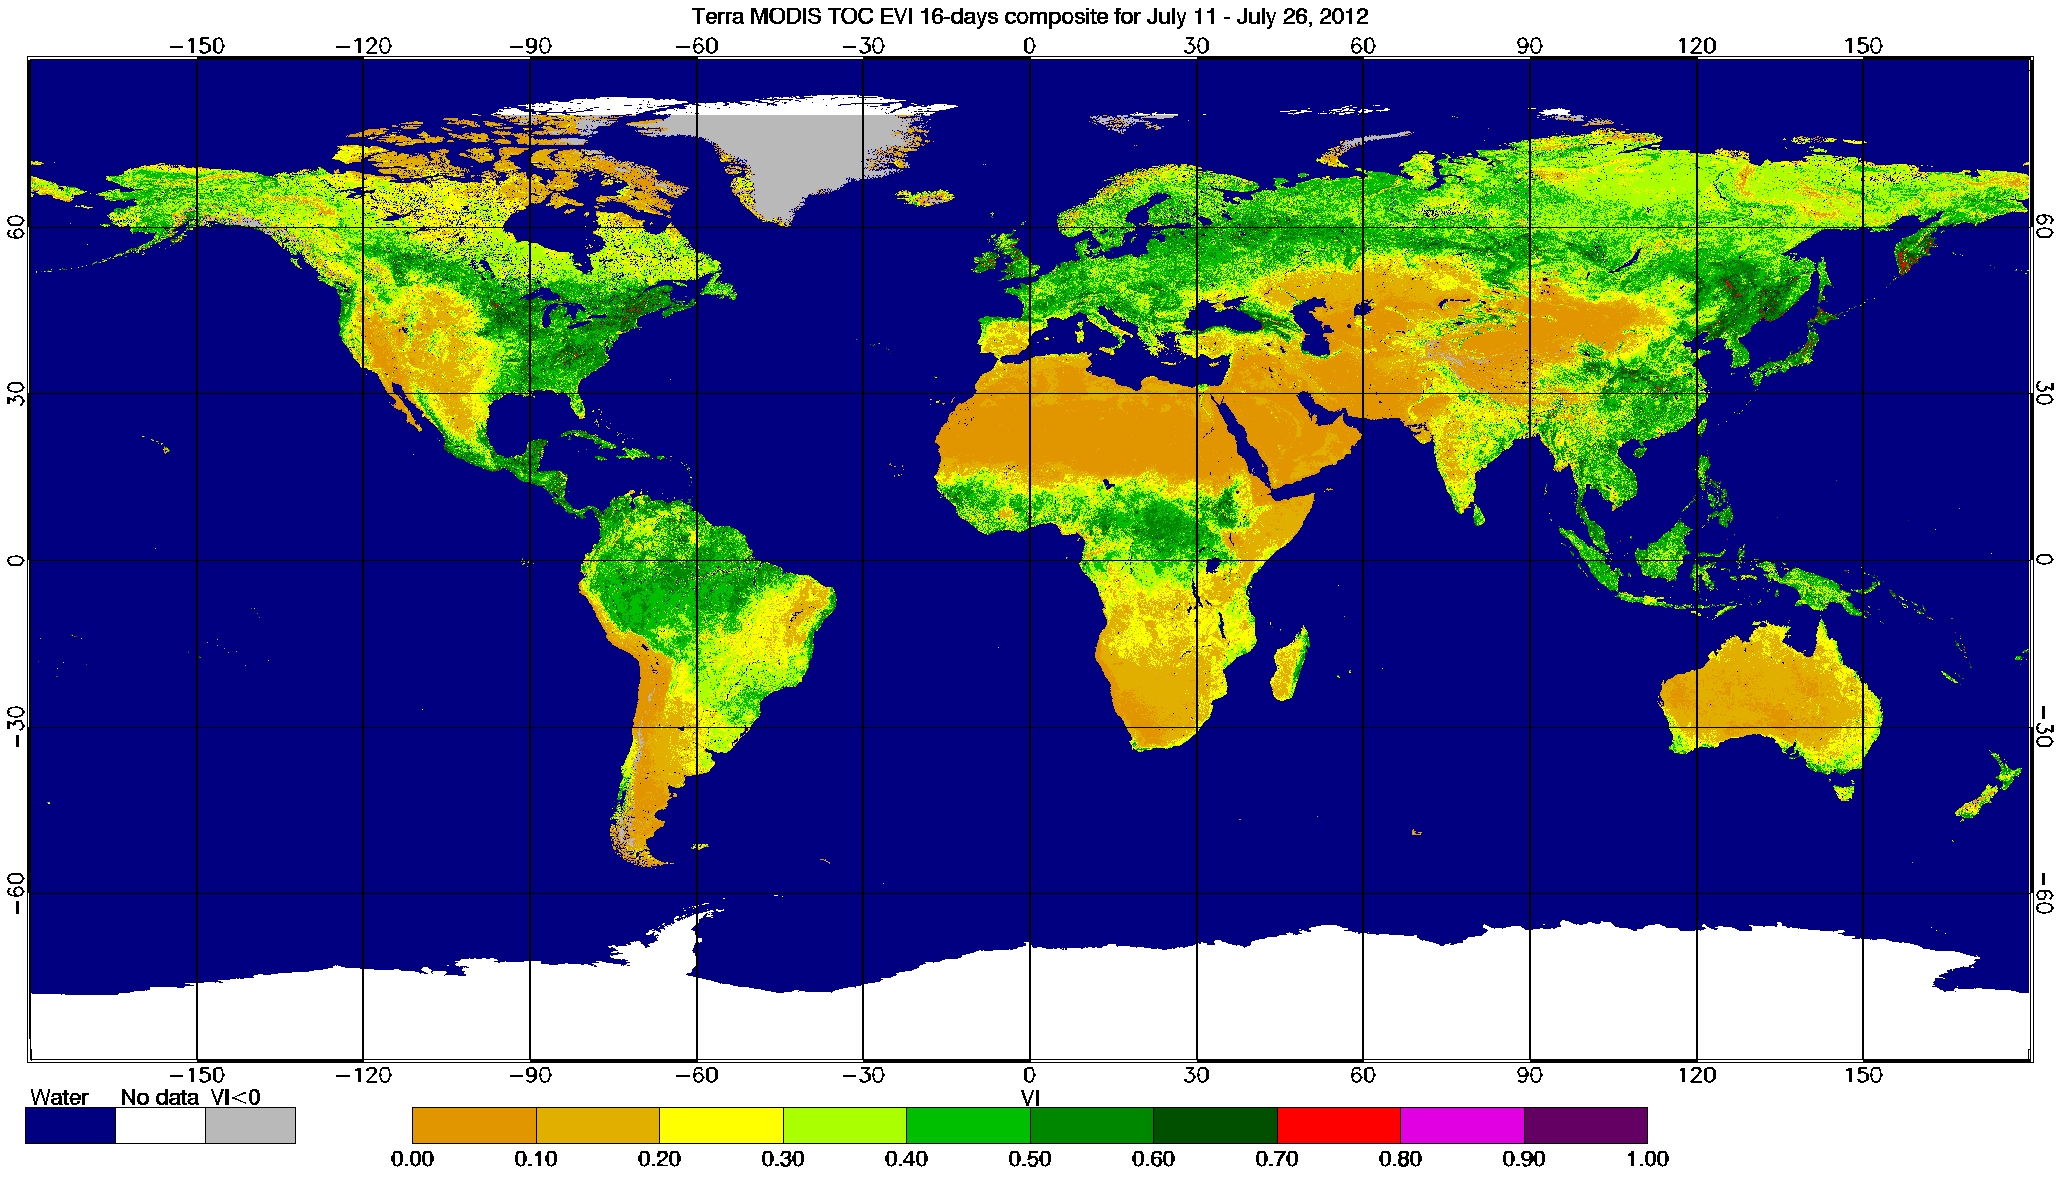 Terra MODIS TOC EVI 16-days composite for July 11 - July 26, 2012
−150 −120 −90 −60 −30 0 30 60 90 120 150
60 60
30 30
0 0
−30 −30
−60 −60
−150 −120 −90 −60 −30 0 30 60 90 120 150
Water No data VI<0 VI
0.00 0.10 0.20 0.30 0.40 0.50 0.60 0.70 0.80 0.90 1.00